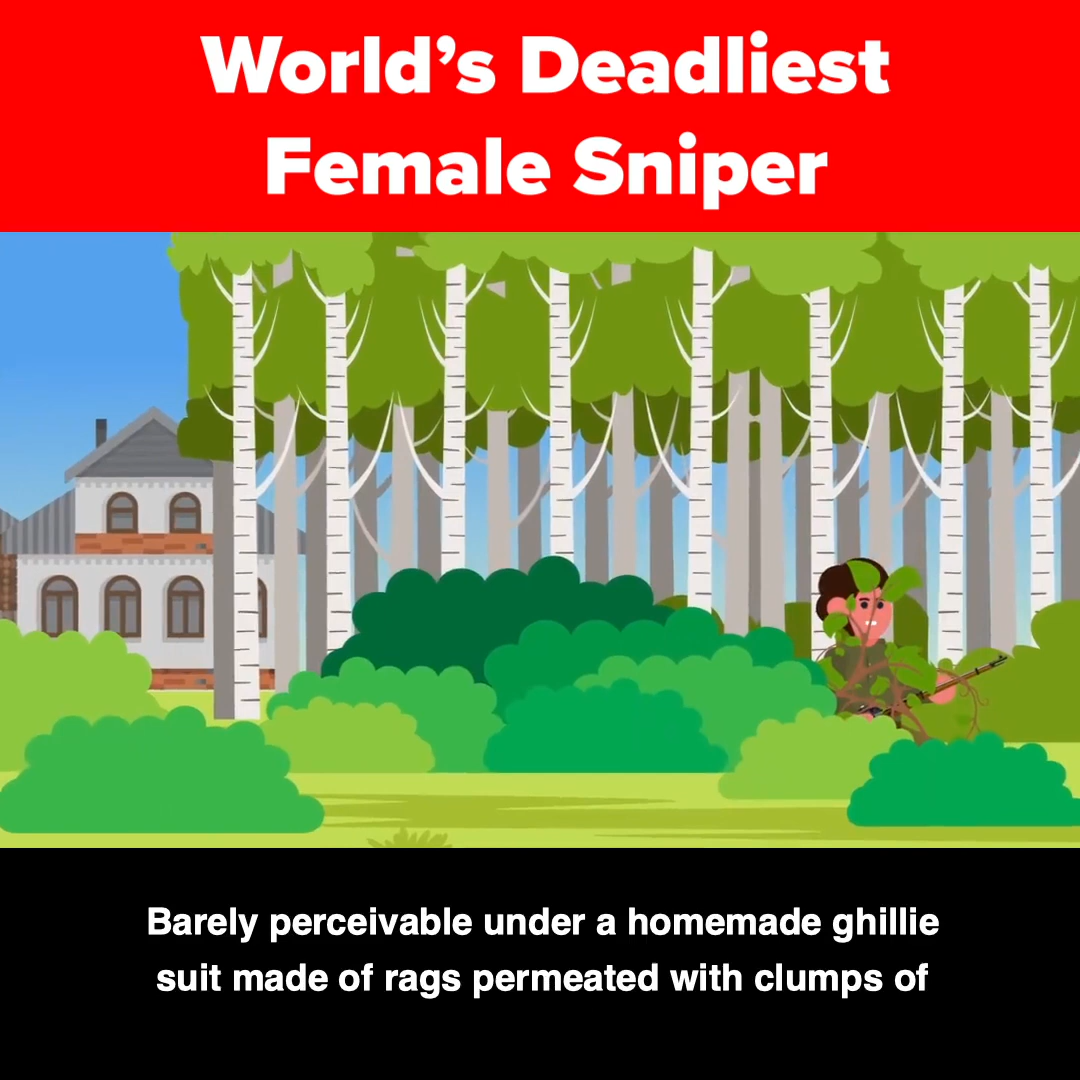 World’s Deadliest
Female Sniper
Barely perceivable under a homemade ghillie
suit made of rags permeated with clumps of